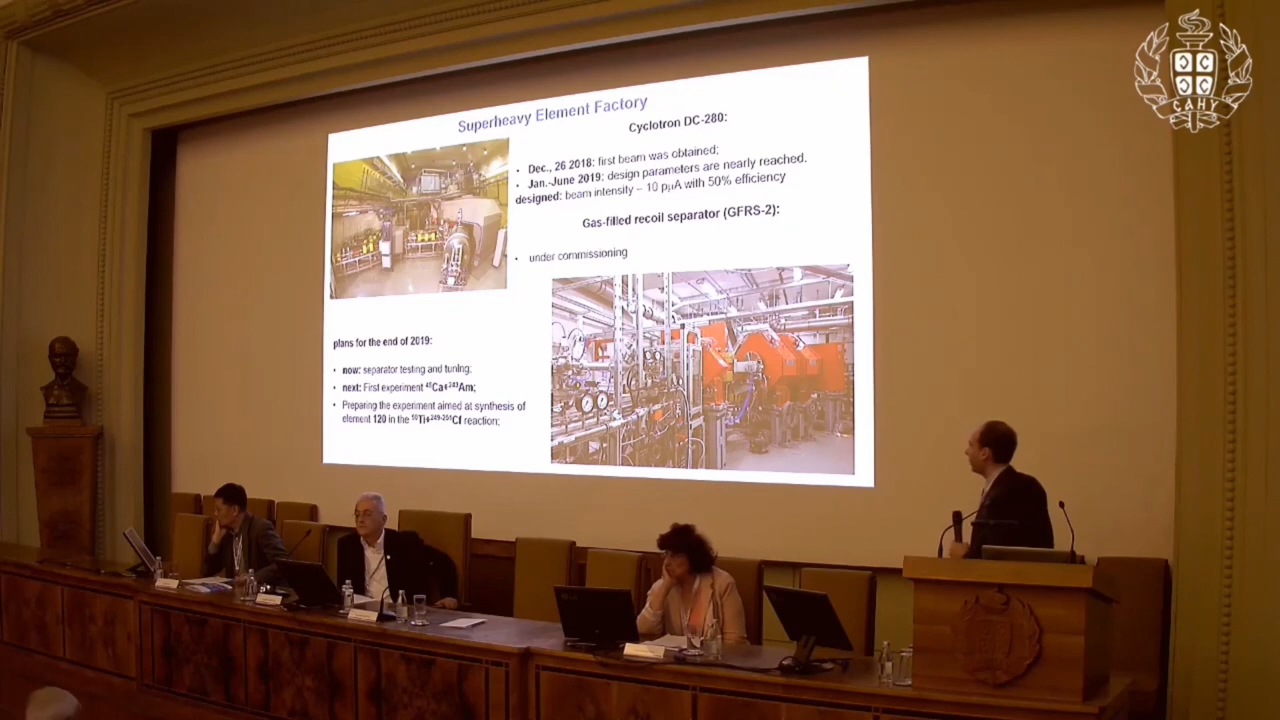 Superheavy Element Factory
Cyclotron DC-280:
• Dec., 26 2018: first beam was obtained;
• Jan.-June 2019: design parameters are nearly reached.
designed: beam intensity – 10 pμA with 50% efficiency
Gas-filled recoil separator (GFRS-2):
• under commissioning
plans for the end of 2019:
• now: separator testing and tuning;
• next: First experiment ⁴⁸Ca+²⁴³Am;
• Preparing the experiment aimed at synthesis of
element 120 in the ⁵⁰Ti+²⁴⁹⁻²⁵¹Cf reaction;
САНУ